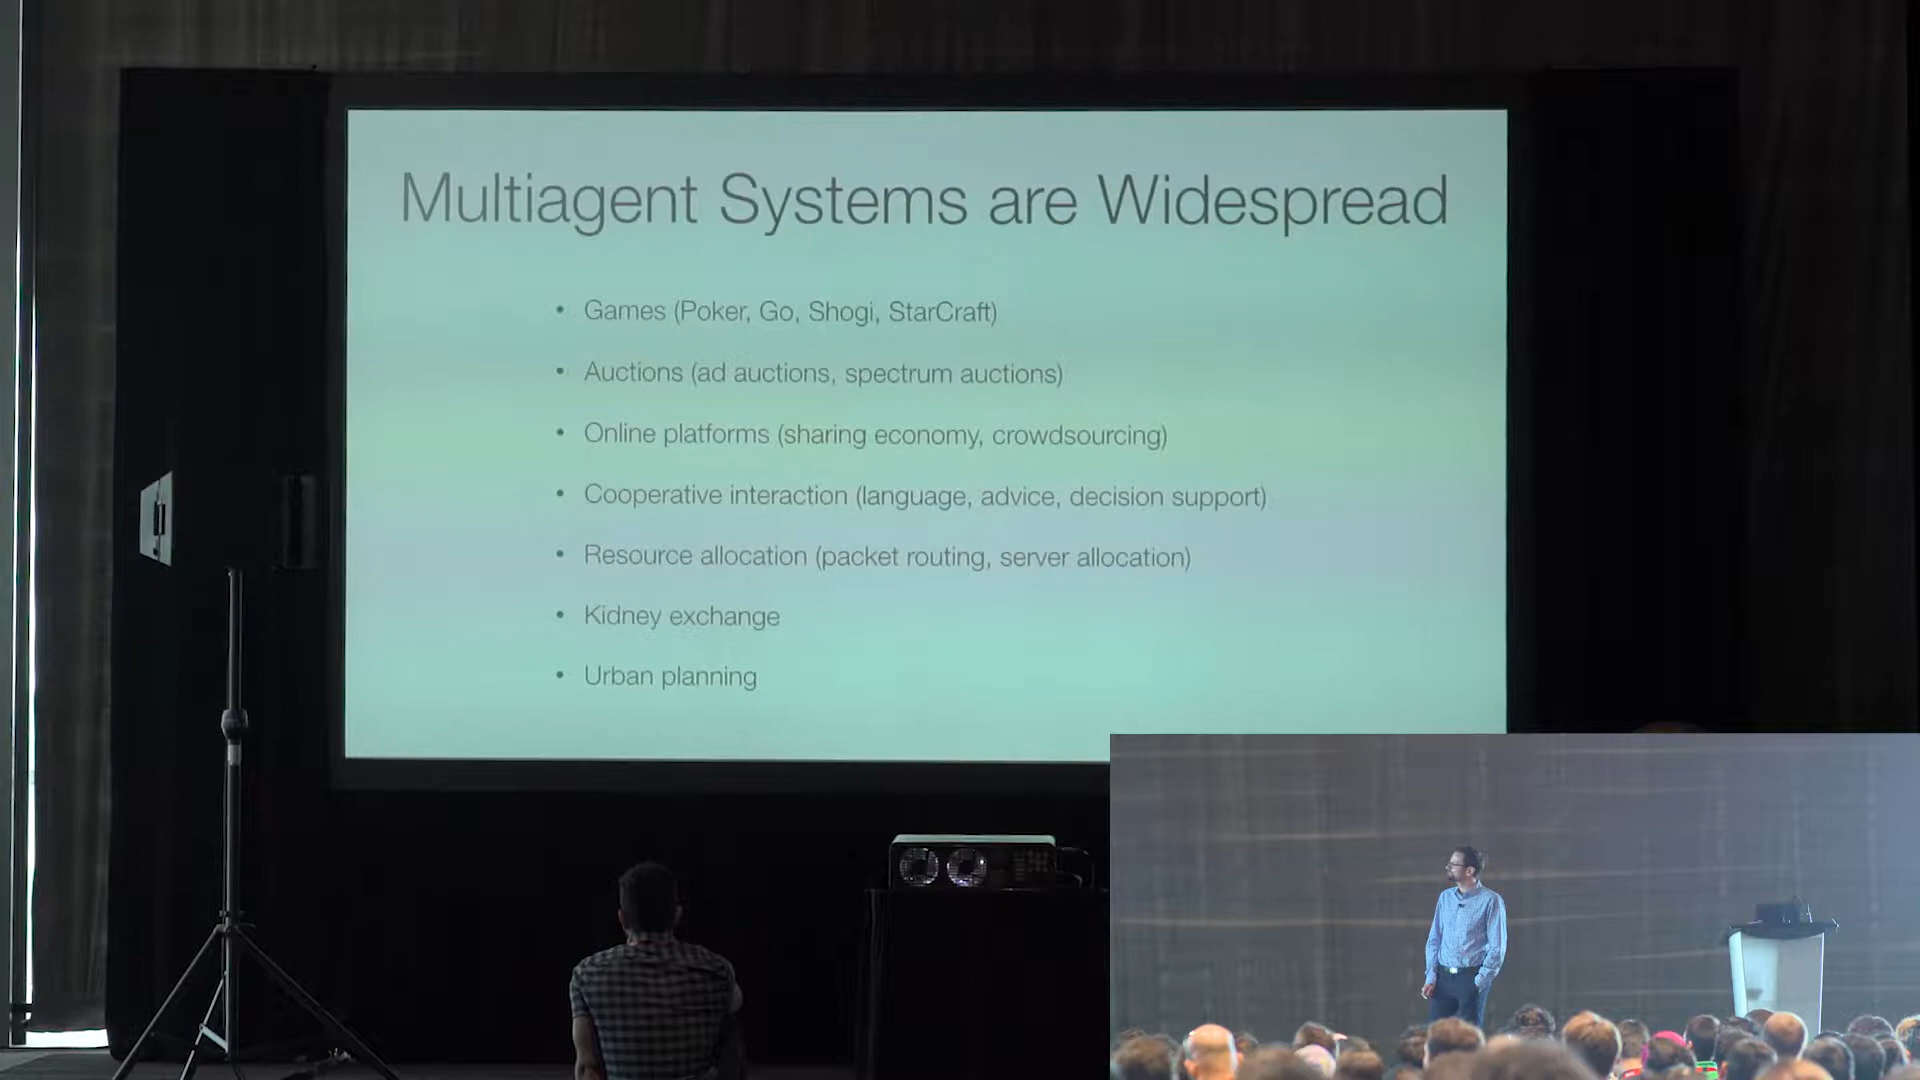 Multiagent Systems are Widespread
• Games (Poker, Go, Shogi, StarCraft)
• Auctions (ad auctions, spectrum auctions)
• Online platforms (sharing economy, crowdsourcing)
• Cooperative interaction (language, advice, decision support)
• Resource allocation (packet routing, server allocation)
• Kidney exchange
• Urban planning